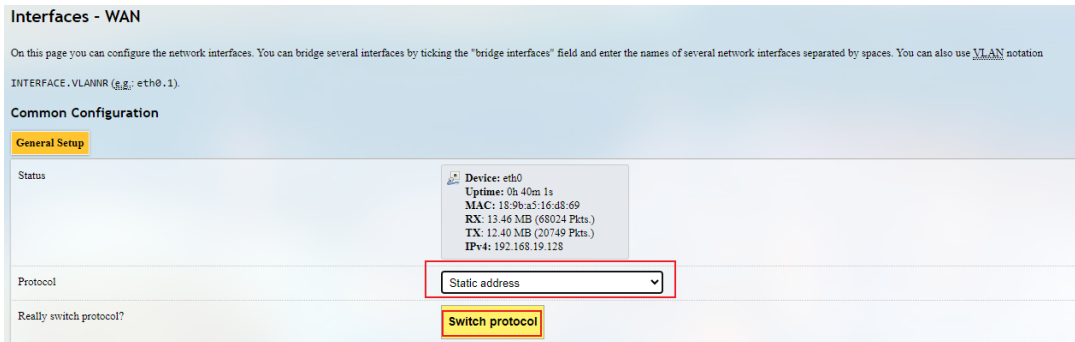 Interfaces - WAN
On this page you can configure the network interfaces. You can bridge several interfaces by ticking the "bridge interfaces" field and enter the names of several network interfaces separated by spaces. You can also use VLAN notation
INTERFACE.VLANNR (e.g.: eth0.1).
Common Configuration
General Setup
Status
Device: eth0
Uptime: 0h 40m 1s
MAC: 18:9b:a5:16:d8:69
RX: 13.46 MB (68024 Pkts.)
TX: 12.40 MB (20749 Pkts.)
IPv4: 192.168.19.128
Protocol
Static address
Really switch protocol?
Switch protocol